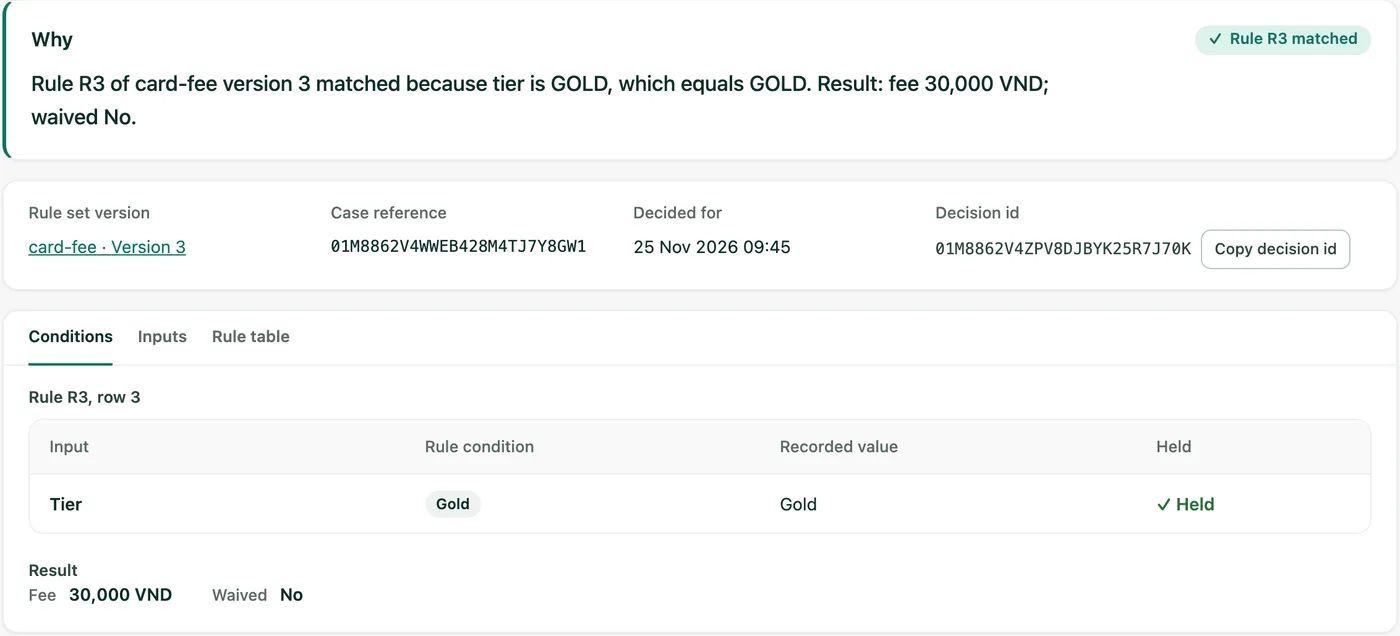 Why
✓ Rule R3 matched
Rule R3 of card-fee version 3 matched because tier is GOLD, which equals GOLD. Result: fee 30,000 VND;
waived No.
Rule set version
card-fee · Version 3
Case reference
01M8862V4WWEB428M4TJ7Y8GW1
Decided for
25 Nov 2026 09:45
Decision id
01M8862V4ZPV8DJBYK25R7J70K
Copy decision id
Conditions Inputs Rule table
Rule R3, row 3
Input Rule condition Recorded value Held
Tier Gold Gold ✓ Held
Result
Fee 30,000 VND Waived No